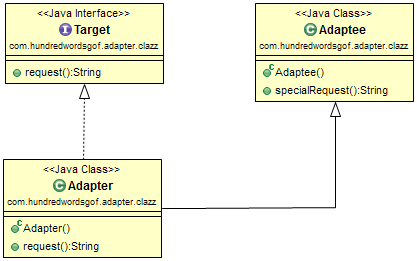 <<Java Interface>>
I Target
com.hundredwordsgof.adapter.clazz
request():String
<<Java Class>>
C Adaptee
com.hundredwordsgof.adapter.clazz
C Adaptee()
specialRequest():String
<<Java Class>>
C Adapter
com.hundredwordsgof.adapter.clazz
C Adapter()
request():String